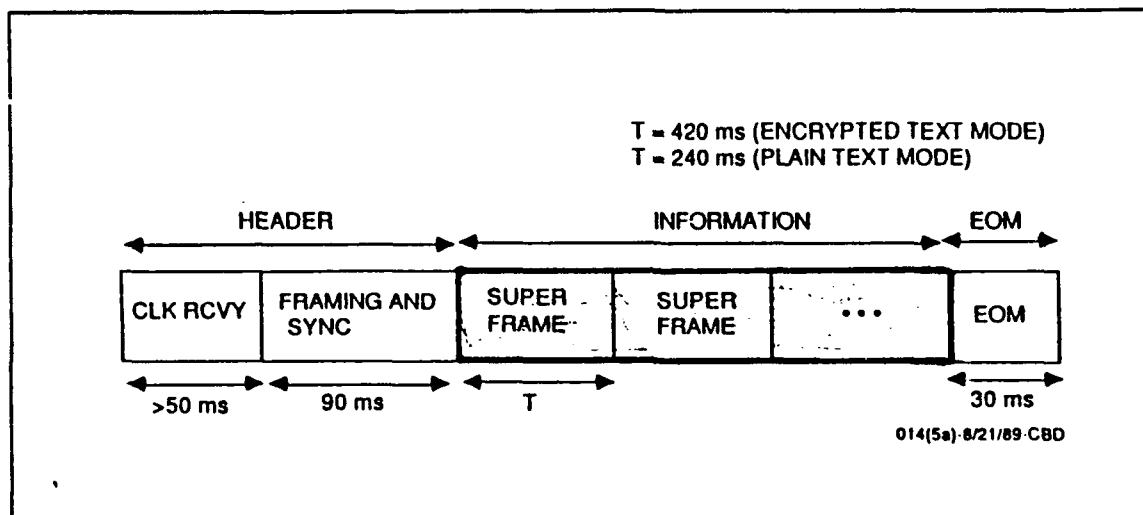 T = 420 ms (ENCRYPTED TEXT MODE)
T = 240 ms (PLAIN TEXT MODE)
HEADER INFORMATION EOM
CLK RCVY
FRAMING AND
SYNC
SUPER
FRAME
SUPER
FRAME
•••
EOM
>50 ms 90 ms T 30 ms
014(5a)-8/21/89-CBD